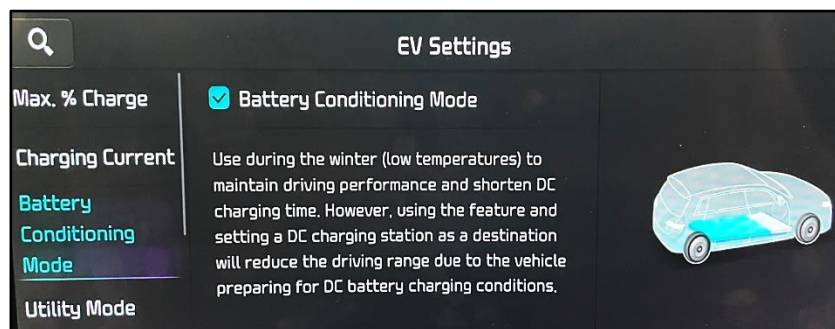 EV Settings
Max. % Charge
Charging Current
Battery
Conditioning
Mode
Utility Mode
Battery Conditioning Mode
Use during the winter (low temperatures) to
maintain driving performance and shorten DC
charging time. However, using the feature and
setting a DC charging station as a destination
will reduce the driving range due to the vehicle
preparing for DC battery charging conditions.